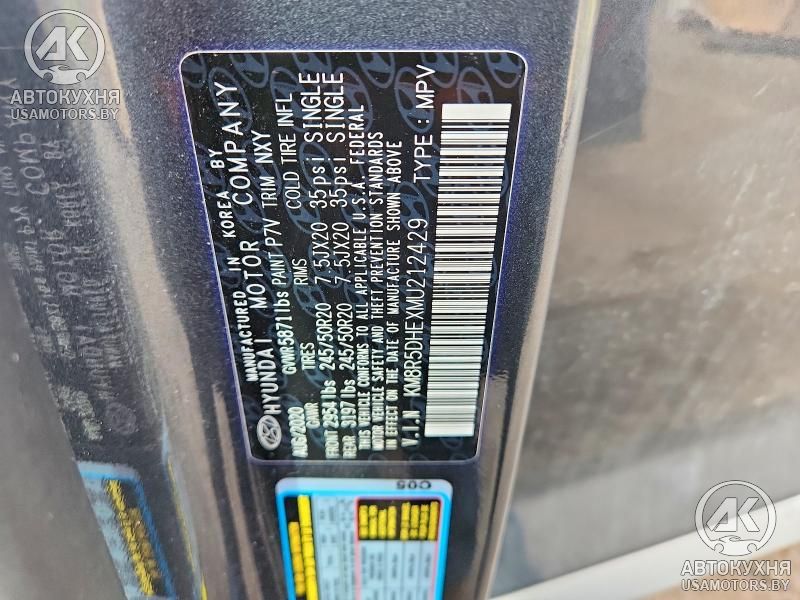 MANUFACTURED IN KOREA BY
HYUNDAI MOTOR COMPANY
AUG/2020 GVWR5871lbs PAINT P7V TRIM NXY
GAWR TIRES RIMS COLD TIRE INFL
FRONT 2954 lbs 245/50R20 7.5JX20 35psi SINGLE
REAR 3197 lbs 245/50R20 7.5JX20 35psi SINGLE
THIS VEHICLE CONFORMS TO ALL APPLICABLE U.S.A. FEDERAL
MOTOR VEHICLE SAFETY AND THEFT PREVENTION STANDARDS
IN EFFECT ON THE DATE OF MANUFACTURE SHOWN ABOVE
V.I.N : KM8R5DHEXMU212429 TYPE : MPV
C05
АК
АВТОКУХНЯ
USAMOTORS.BY
АК
АВТОКУХНЯ
USAMOTORS.BY